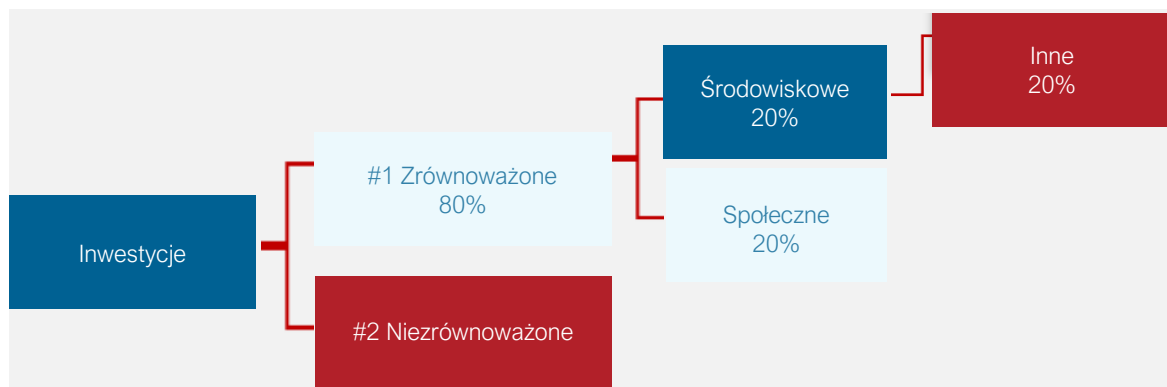 Inwestycje
#1 Zrównoważone
80%
#2 Niezrównoważone
Środowiskowe
20%
Społeczne
20%
Inne
20%